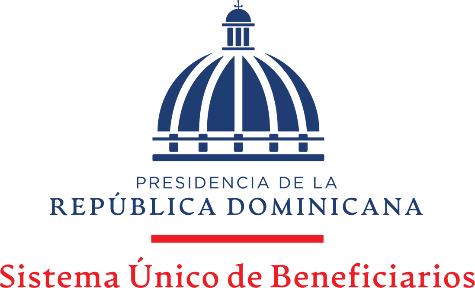 PRESIDENCIA DE LA
REPÚBLICA DOMINICANA
Sistema Único de Beneficiarios